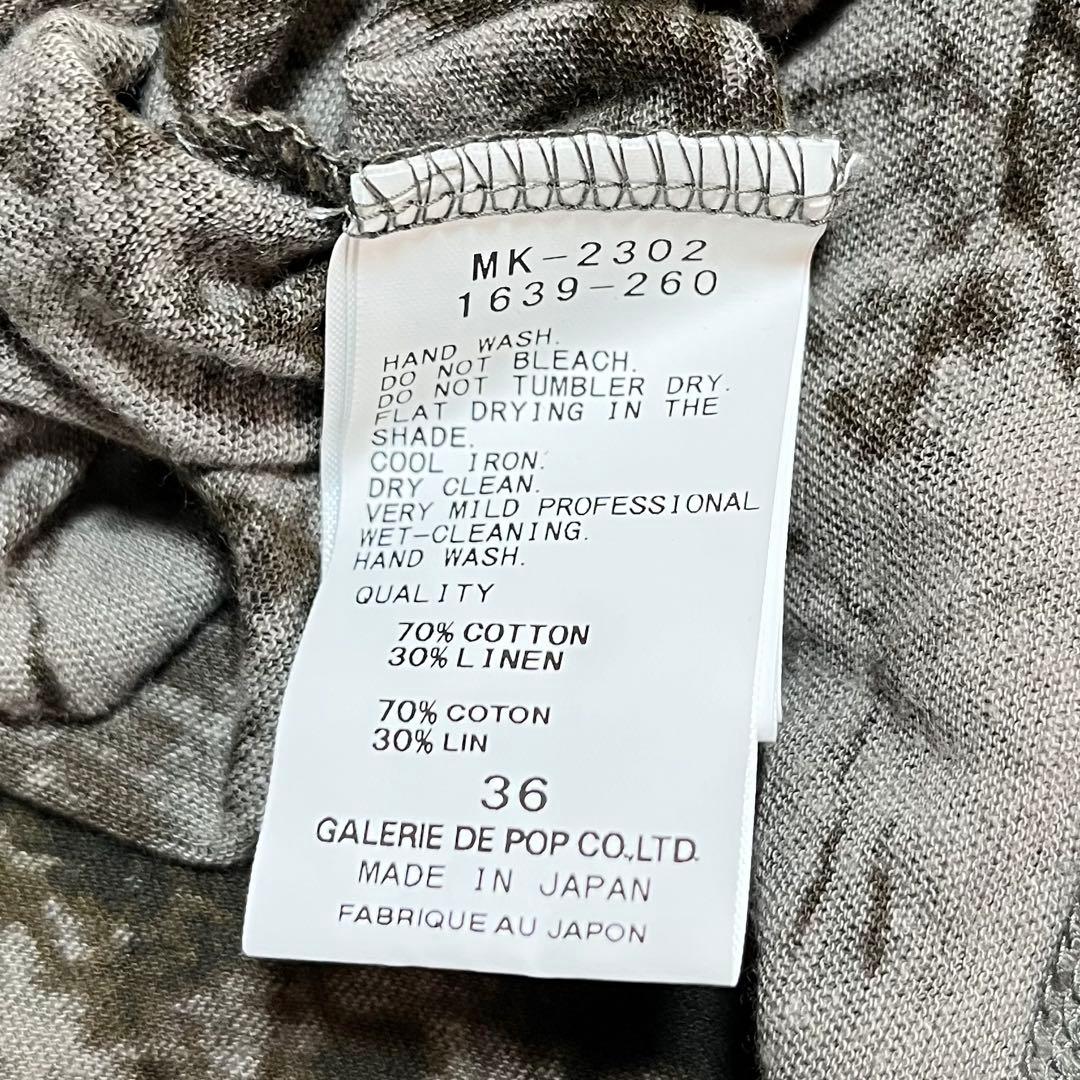 MK-2302
1639-260
HAND WASH.
DO NOT BLEACH.
DO NOT TUMBLER DRY.
FLAT DRYING IN THE
SHADE.
COOL IRON.
DRY CLEAN.
VERY MILD PROFESSIONAL
WET-CLEANING.
HAND WASH.
QUALITY
70% COTTON
30% LINEN
70% COTON
30% LIN
36
GALERIE DE POP CO.,LTD.
MADE IN JAPAN
FABRIQUE AU JAPON